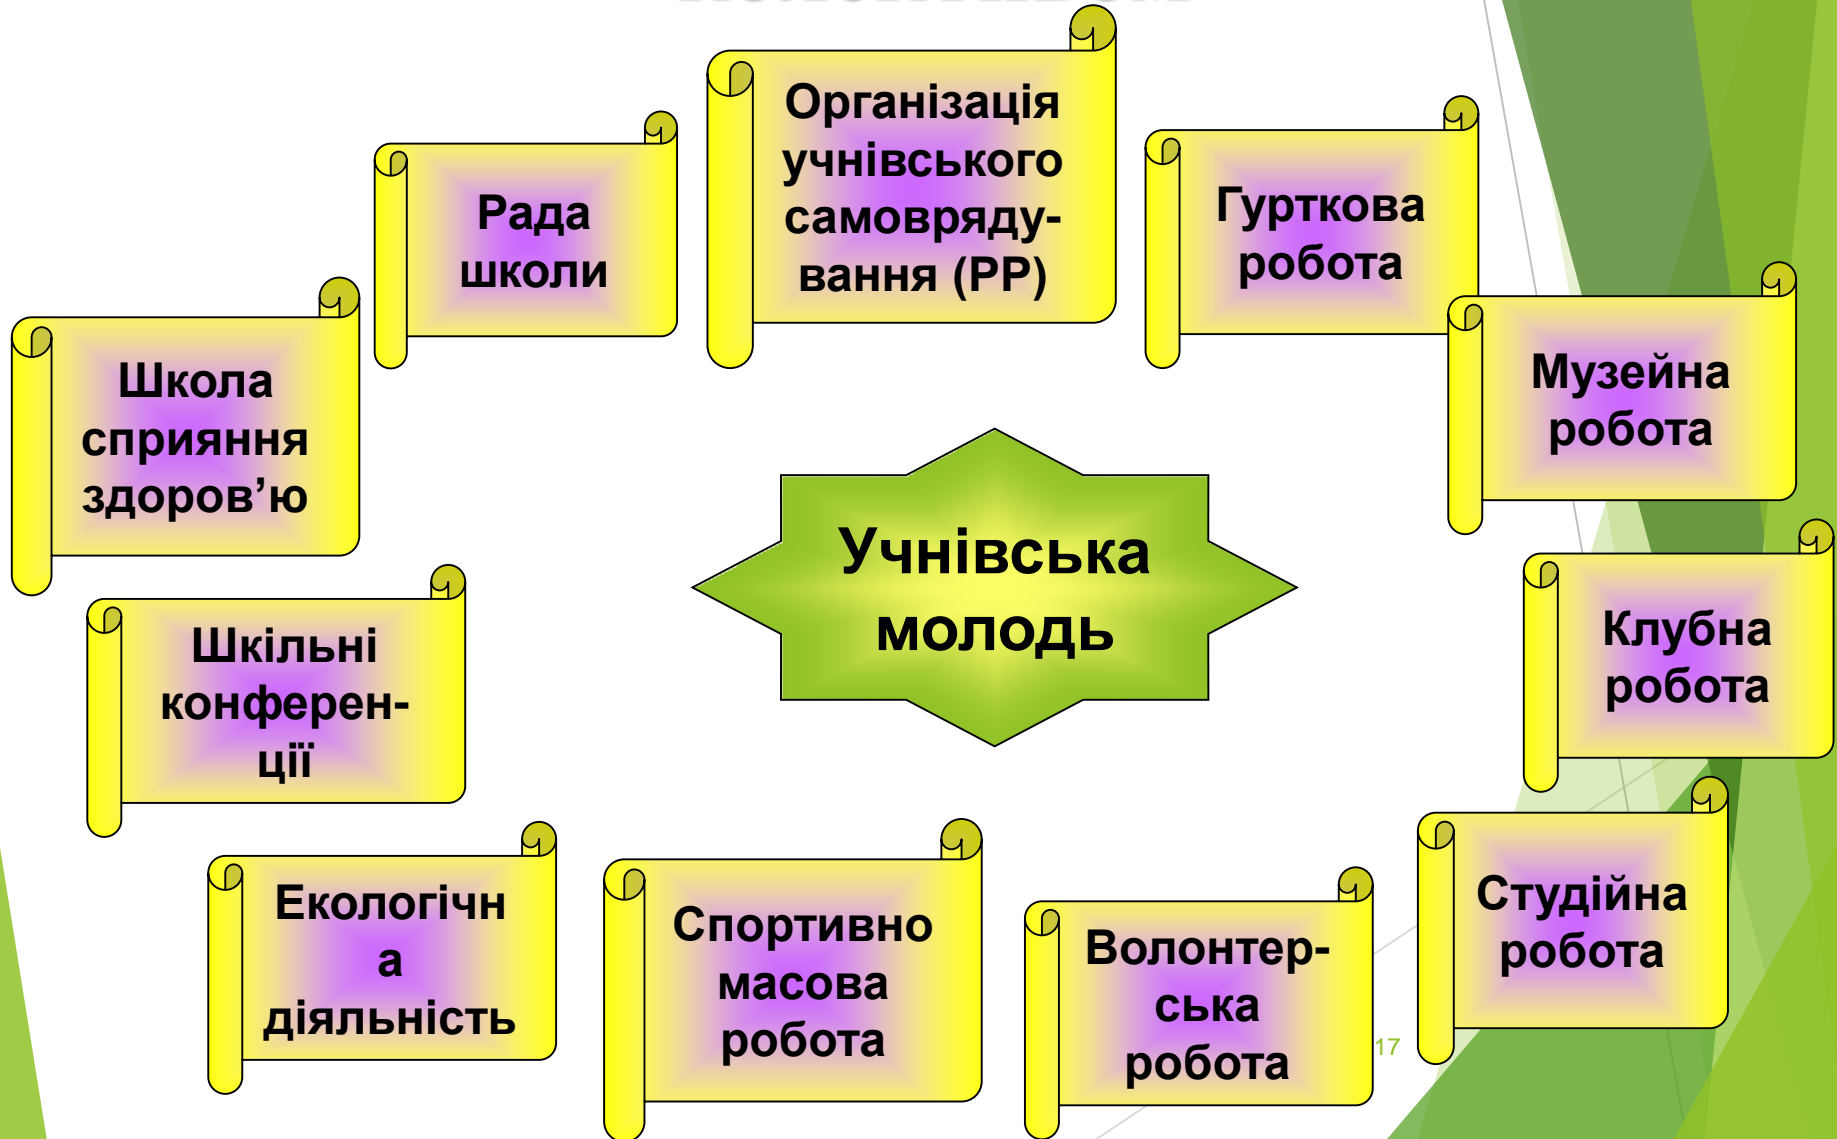 Організація
учнівського
самовряду-
вання (РР)
Рада
школи
Гурткова
робота
Школа
сприяння
здоров’ю
Музейна
робота
Учнівська
молодь
Шкільні
конферен-
ції
Клубна
робота
Екологічн
а
діяльність
Спортивно
масова
робота
Волонтер-
ська
робота
Студійна
робота
17